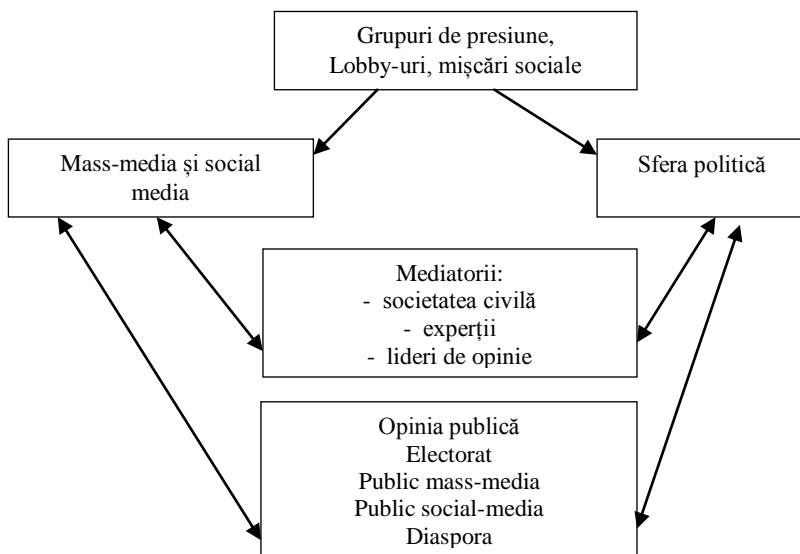 Grupuri de presiune,
Lobby-uri, mișcări sociale
Mass-media și social
media
Sfera politică
Mediatorii:
- societatea civilă
- experții
- lideri de opinie
Opinia publică
Electorat
Public mass-media
Public social-media
Diaspora